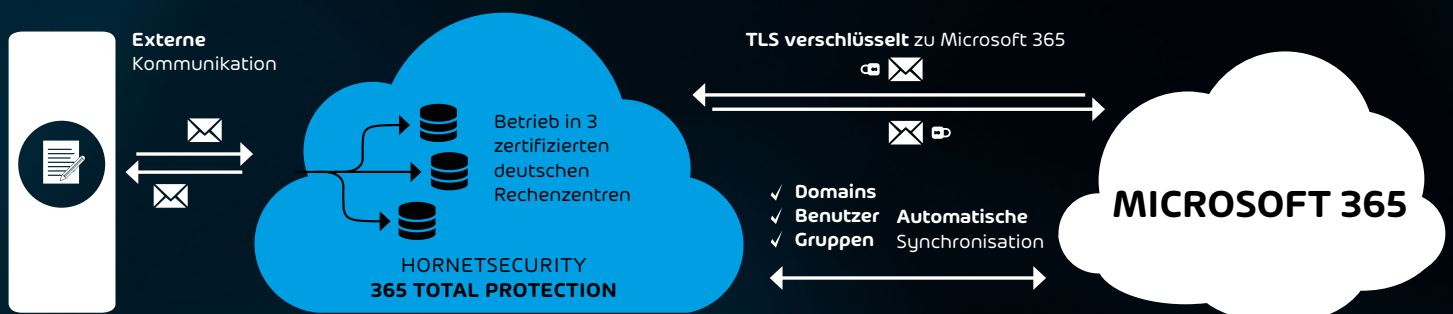 Externe
Kommunikation
Betrieb in 3
zertifizierten
deutschen
Rechenzentren
HORNETSECURITY
365 TOTAL PROTECTION
TLS verschlüsselt zu Microsoft 365
✓ Domains
✓ Benutzer
✓ Gruppen
Automatische
Synchronisation
MICROSOFT 365